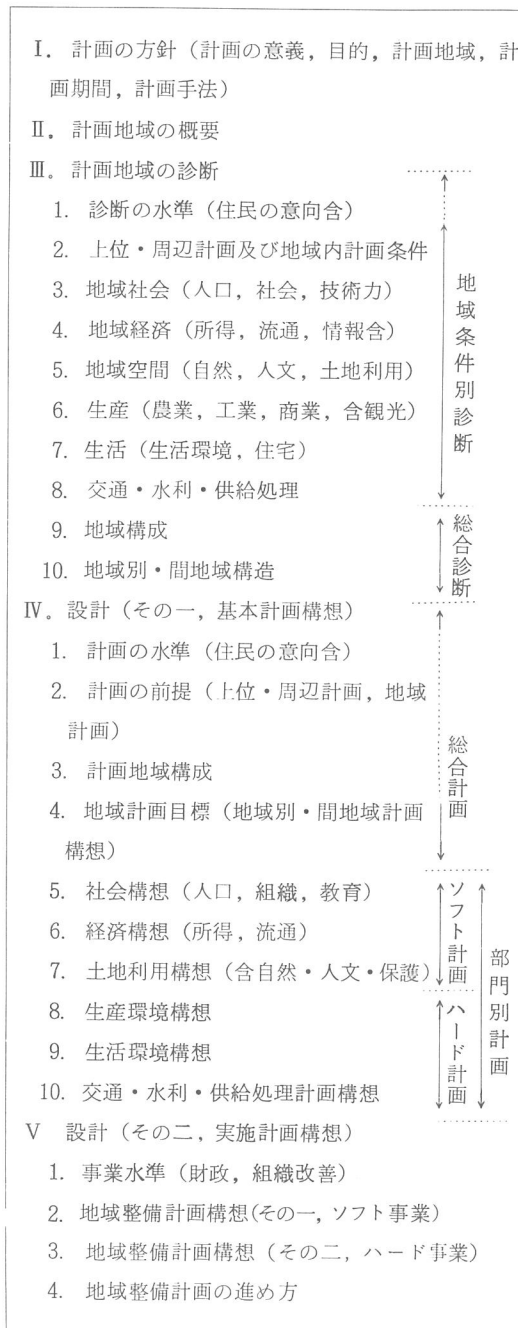 Ⅰ. 計画の方針（計画の意義，目的，計画地域，計
画期間，計画手法）
Ⅱ. 計画地域の概要
Ⅲ. 計画地域の診断
1. 診断の水準（住民の意向含）
2. 上位・周辺計画及び地域内計画条件
3. 地域社会（人口，社会，技術力）
4. 地域経済（所得，流通，情報含）
5. 地域空間（自然，人文，土地利用）
6. 生産（農業，工業，商業，含観光）
7. 生活（生活環境，住宅）
8. 交通・水利・供給処理
地域条件別診断
9. 地域構成
10. 地域別・間地域構造
総合診断
Ⅳ. 設計（その一，基本計画構想）
1. 計画の水準（住民の意向含）
2. 計画の前提（上位・周辺計画，地域
計画）
3. 計画地域構成
4. 地域計画目標（地域別・間地域計画
構想）
総合計画
5. 社会構想（人口，組織，教育）
6. 経済構想（所得，流通）
7. 土地利用構想（含自然・人文・保護）
ソフト計画
8. 生産環境構想
9. 生活環境構想
10. 交通・水利・供給処理計画構想
ハード計画
部門別計画
Ⅴ 設計（その二，実施計画構想）
1. 事業水準（財政，組織改善）
2. 地域整備計画構想（その一，ソフト事業）
3. 地域整備計画構想（その二，ハード事業）
4. 地域整備計画の進め方